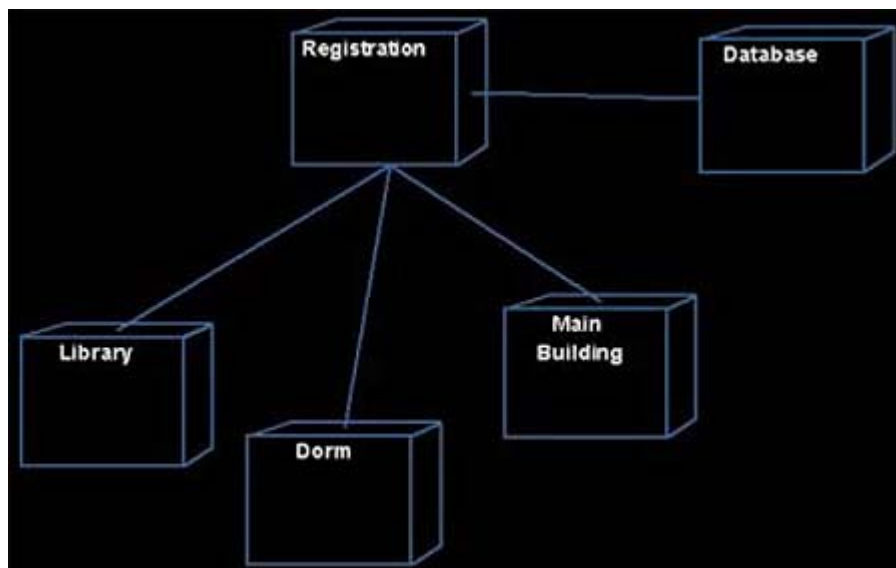 Registration
Database
Library
Main
Building
Dorm